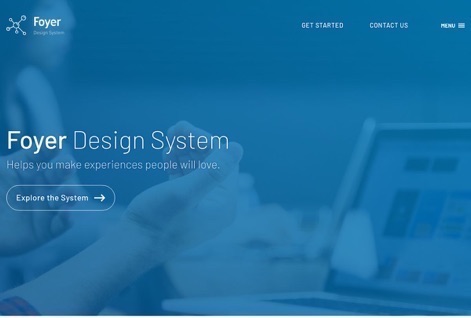 Foyer
Design System
GET STARTED
CONTACT US
MENU
Foyer Design System
Helps you make experiences people will love.
Explore the System